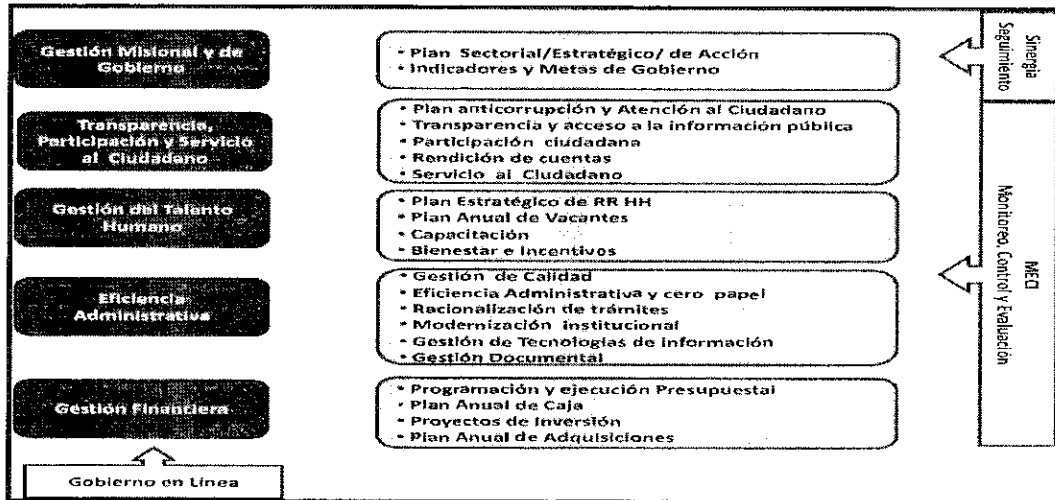 Gestión Misional y de
Gobierno
• Plan Sectorial/Estratégico/ de Acción
• Indicadores y Metas de Gobierno
Sinergia
Saguimiento
Transparencia,
Participación y Servicio
al Ciudadano
• Plan anticorrupción y Atención al Ciudadano
• Transparencia y acceso a la información pública
• Participación ciudadana
• Rendición de cuentas
• Servicio al Ciudadano
Gestión del Talento
Humano
• Plan Estratégico de RR HH
• Plan Anual de Vacantes
• Capacitación
• Bienestar e Incentivos
Eficiencia
Administrativa
• Gestión de Calidad
• Eficiencia Administrativa y cero papel
• Racionalización de trámites
• Modernización institucional
• Gestión de Tecnologías de información
• Gestión Documental
MECI
Monitoreo, Control y Evaluación
Gestión Financiera
• Programación y ejecución Presupuestal
• Plan Anual de Caja
• Proyectos de Inversión
• Plan Anual de Adquisiciones
Gobierno en Línea